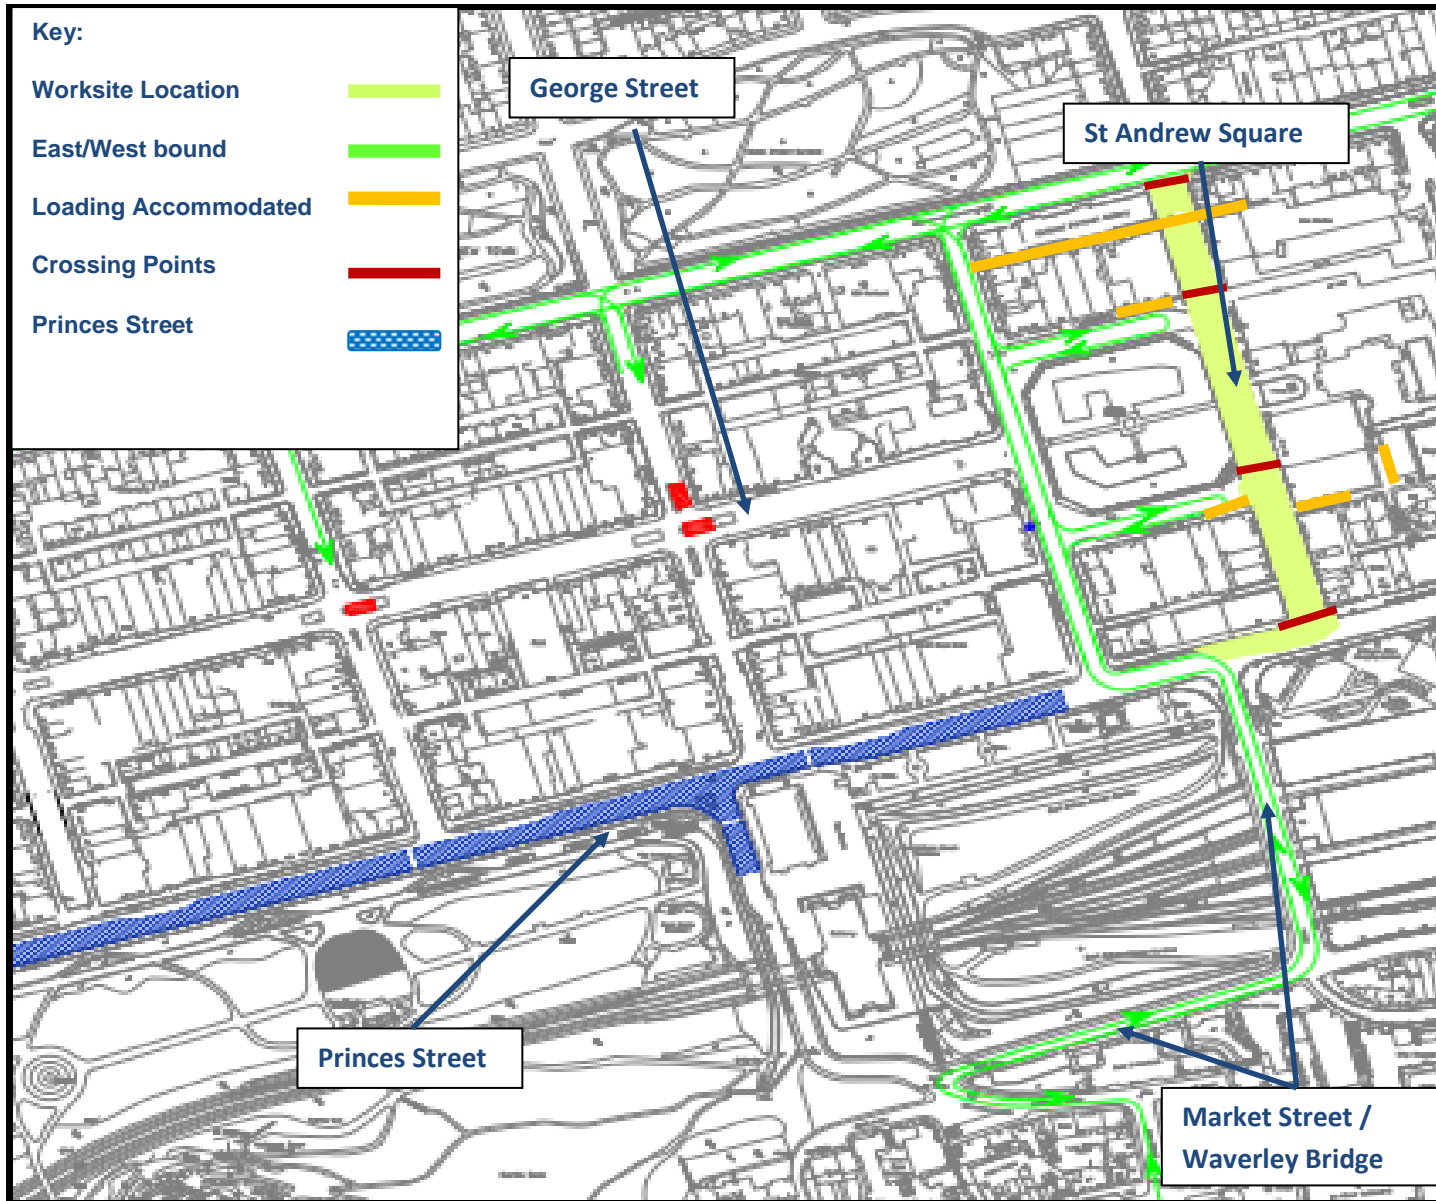 Key:
Worksite Location
East/West bound
Loading Accommodated
Crossing Points
Princes Street
George Street
St Andrew Square
Princes Street
Market Street /
Waverley Bridge